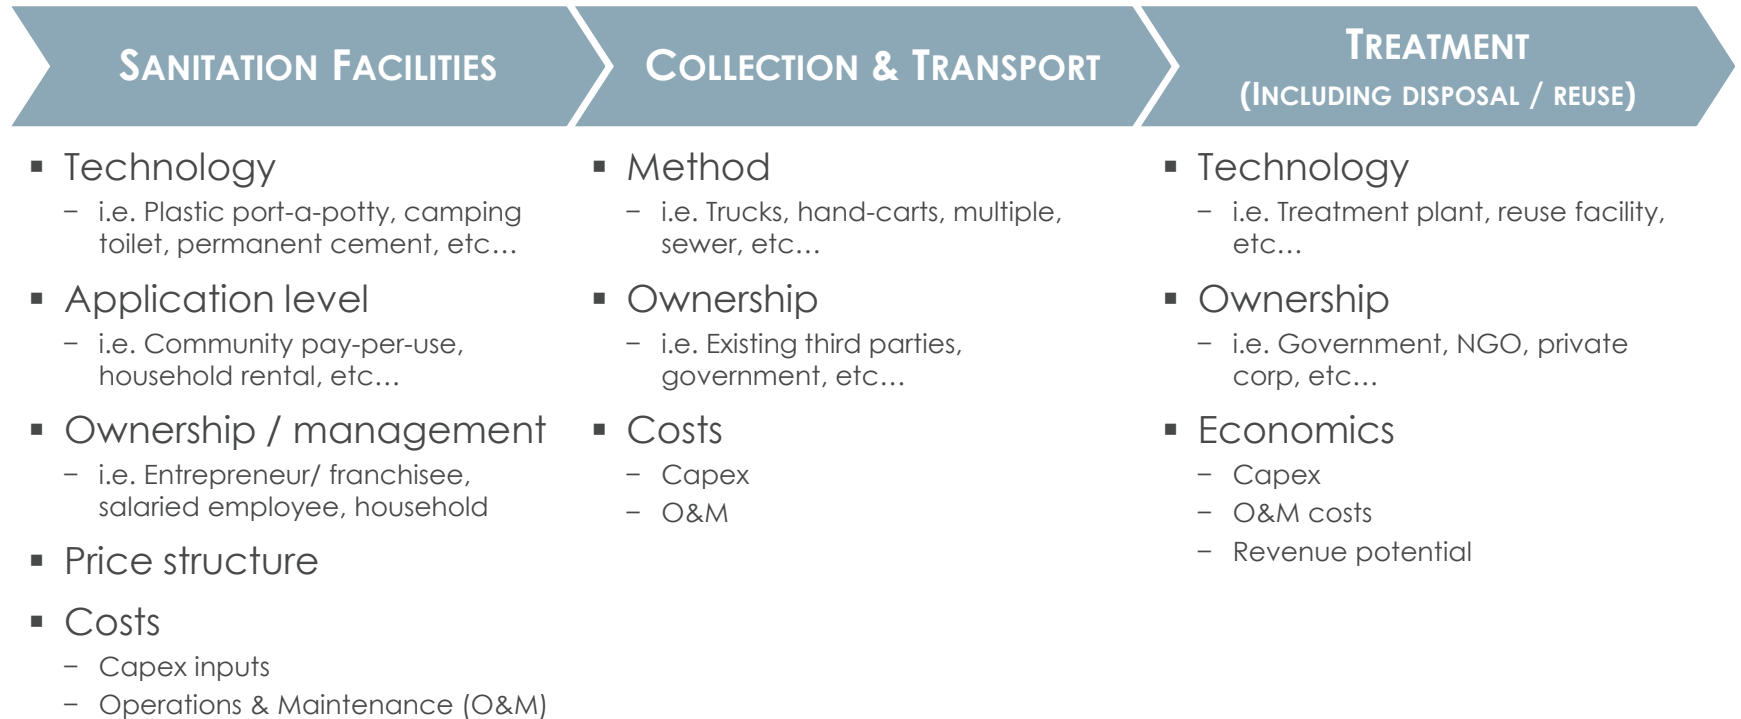 SANITATION FACILITIES
▪ Technology
– i.e. Plastic port-a-potty, camping
toilet, permanent cement, etc…
▪ Application level
– i.e. Community pay-per-use,
household rental, etc…
▪ Ownership / management
– i.e. Entrepreneur/ franchisee,
salaried employee, household
▪ Price structure
▪ Costs
– Capex inputs
– Operations & Maintenance (O&M)
COLLECTION & TRANSPORT
▪ Method
– i.e. Trucks, hand-carts, multiple,
sewer, etc…
▪ Ownership
– i.e. Existing third parties,
government, etc…
▪ Costs
– Capex
– O&M
TREATMENT
(INCLUDING DISPOSAL / REUSE)
▪ Technology
– i.e. Treatment plant, reuse facility,
etc…
▪ Ownership
– i.e. Government, NGO, private
corp, etc…
▪ Economics
– Capex
– O&M costs
– Revenue potential